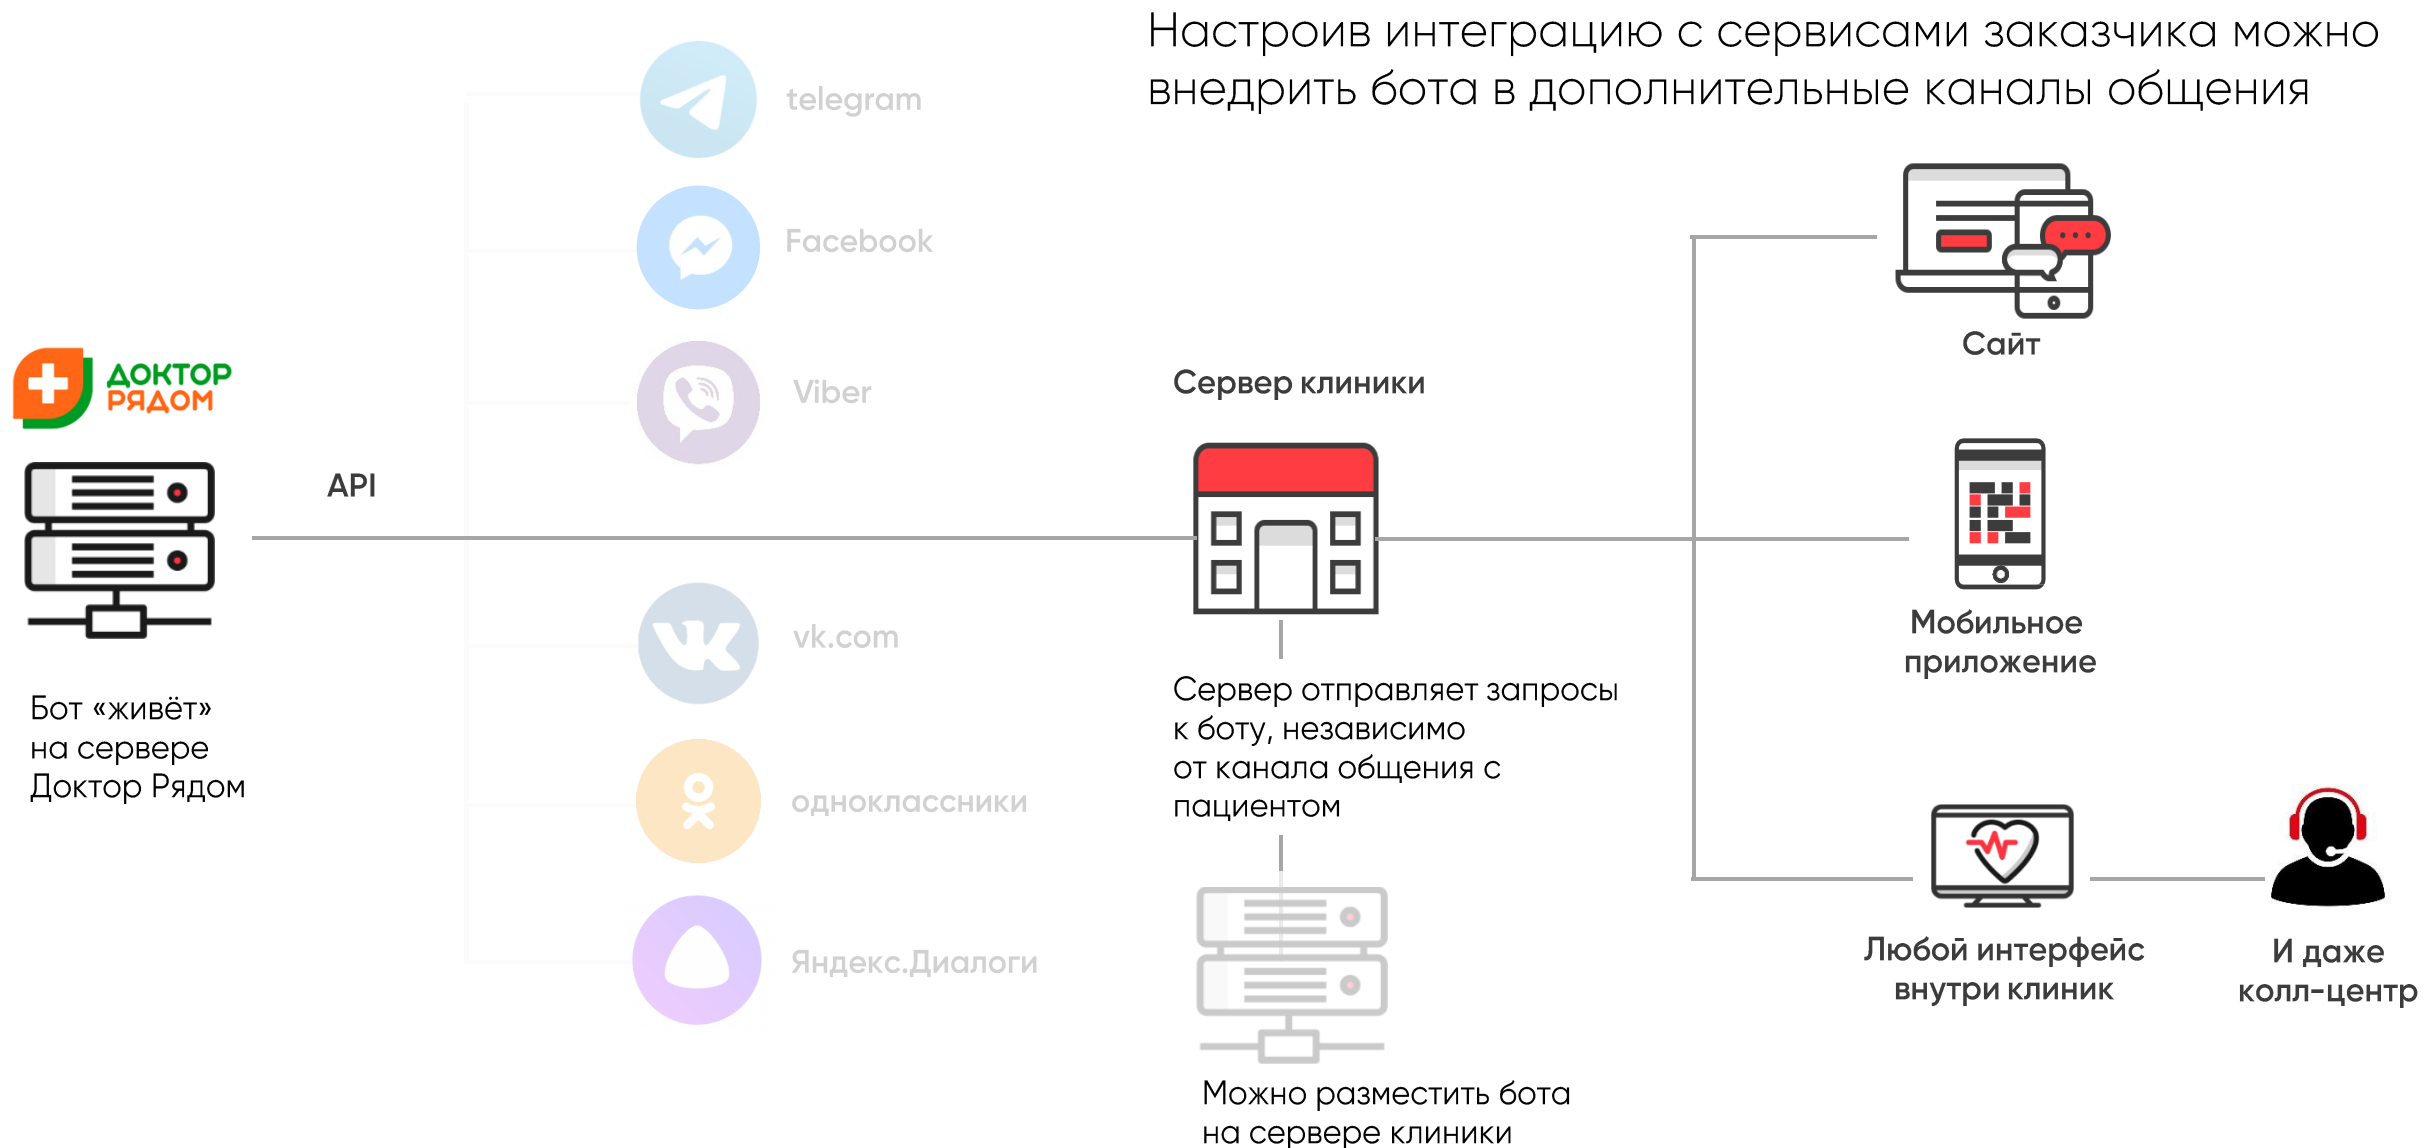 Настроив интеграцию с сервисами заказчика можно
внедрить бота в дополнительные каналы общения
ДОКТОР
РЯДОМ
API
Бот «живёт»
на сервере
Доктор Рядом
telegram
Facebook
Viber
vk.com
одноклассники
Яндекс.Диалоги
Сервер клиники
Сервер отправляет запросы
к боту, независимо
от канала общения с
пациентом
Можно разместить бота
на сервере клиники
Сайт
Мобильное
приложение
Любой интерфейс
внутри клиник
И даже
колл-центр